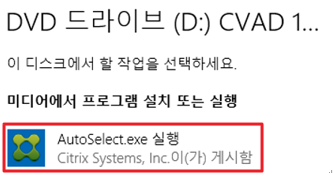 DVD 드라이브 (D:) CVAD 1...
이 디스크에서 할 작업을 선택하세요.
미디어에서 프로그램 설치 또는 실행
AutoSelect.exe 실행
Citrix Systems, Inc.이(가) 게시함